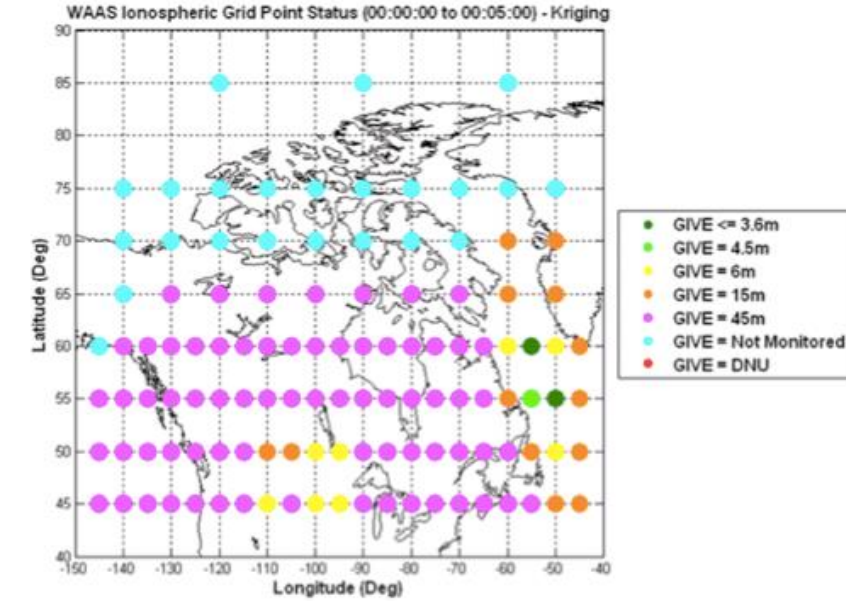 WAAS Ionospheric Grid Point Status (00:00:00 to 00:05:00) - Kriging
90
85
80
75
70
65
60
55
50
45
40
Latitude (Deg)
-150 -140 -130 -120 -110 -100 -90 -80 -70 -60 -50 -40
Longitude (Deg)
GIVE <= 3.6m
GIVE = 4.5m
GIVE = 6m
GIVE = 15m
GIVE = 45m
GIVE = Not Monitored
GIVE = DNU